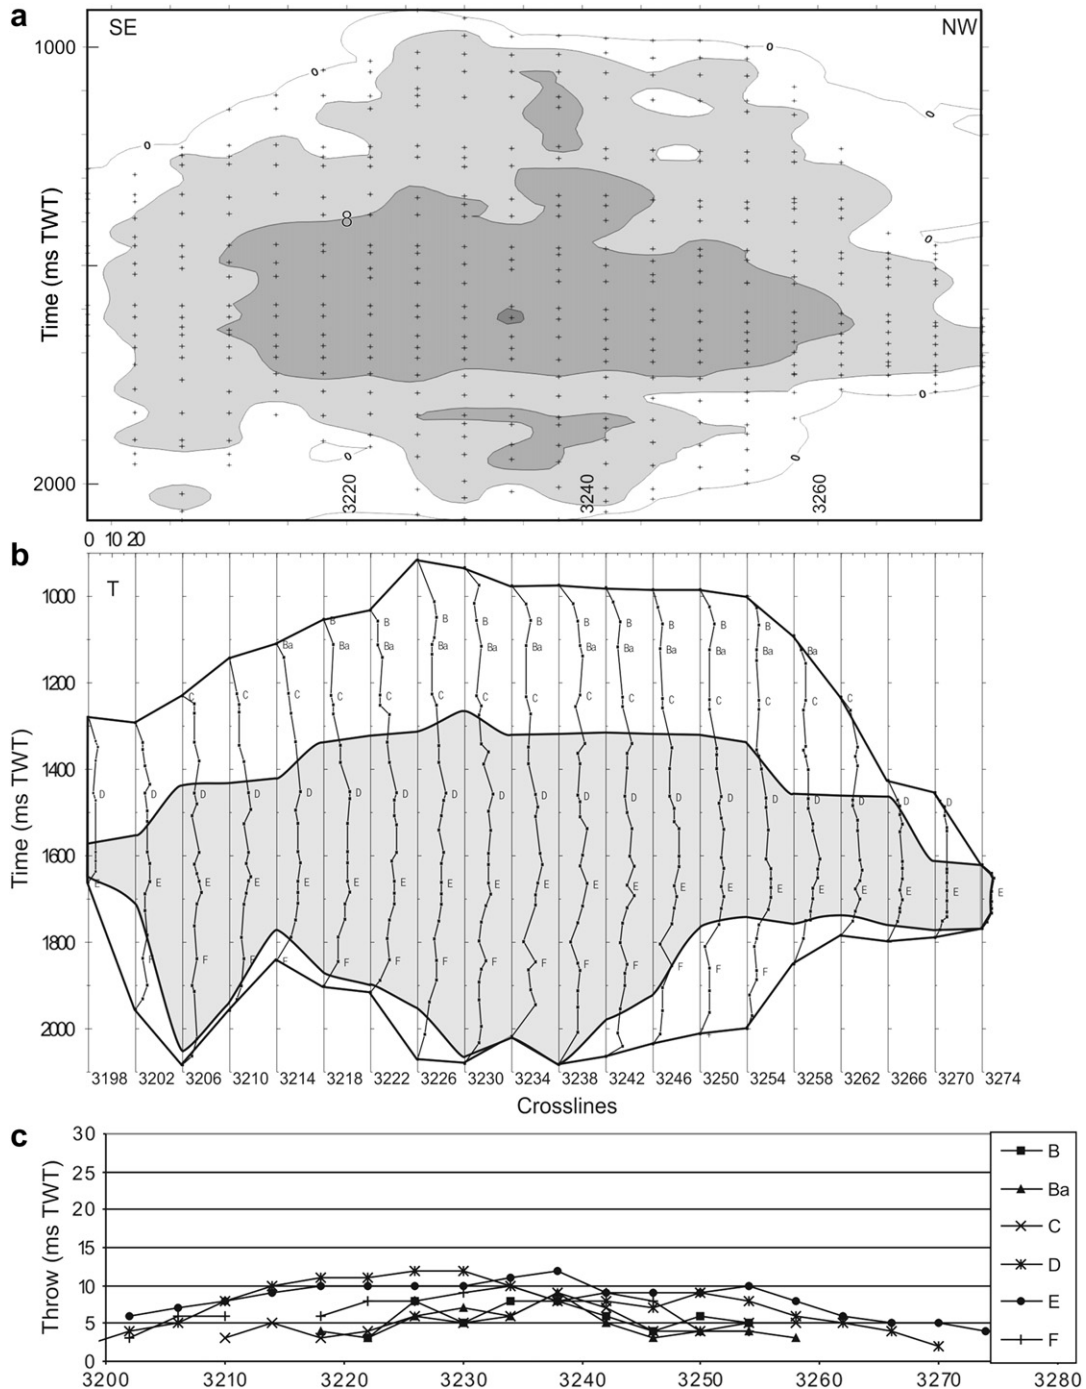 a
SE
NW
1000
0
0
0
0
0
0
8
0
0
2000
3220
3240
3260
Time (ms TWT)
b
0 10 20
T
1000
1200
1400
1600
1800
2000
Time (ms TWT)
B B B B B B B B B
Ba Ba Ba Ba Ba Ba Ba Ba Ba Ba Ba Ba
C C C C C C C C C C C C C C C
D D D D D D D D D D D D D D D D D D D
E E E E E E E E E E E E E E E E E E E E
F F F F F F F F F F F F F F
3198 3202 3206 3210 3214 3218 3222 3226 3230 3234 3238 3242 3246 3250 3254 3258 3262 3266 3270 3274
Crosslines
c
30
25
20
15
10
5
0
Throw (ms TWT)
3200 3210 3220 3230 3240 3250 3260 3270 3280
B
Ba
C
D
E
F